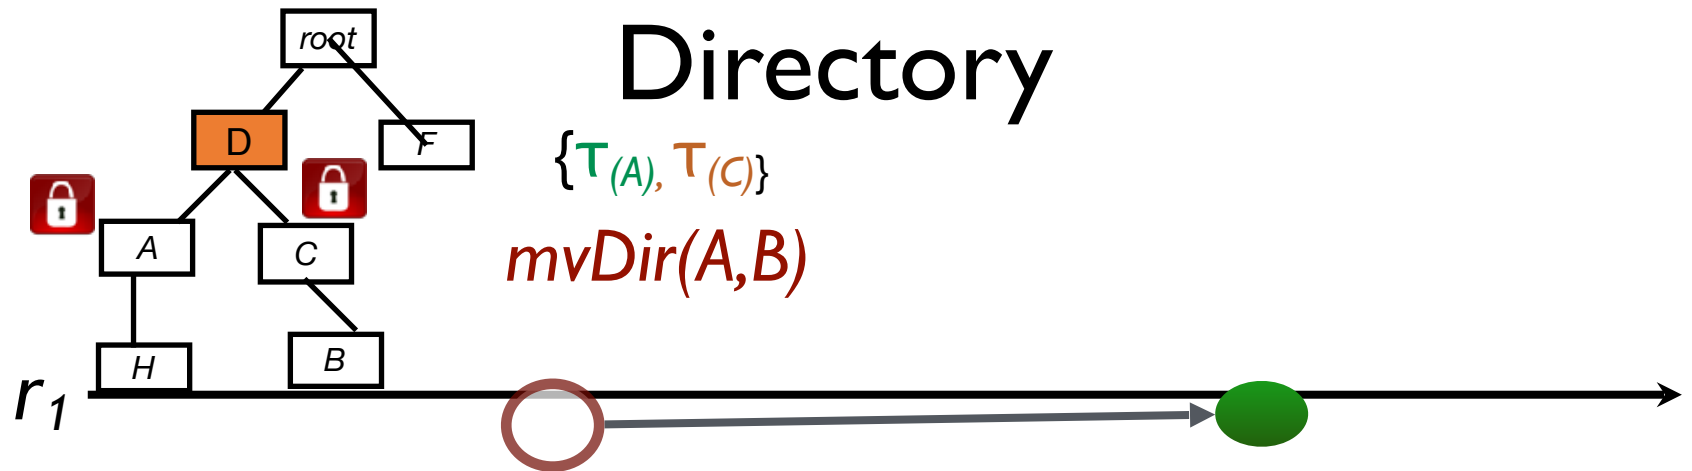 Directory
root
D
F
{τ(A), τ(C)}
A
C
mvDir(A,B)
H
B
r1